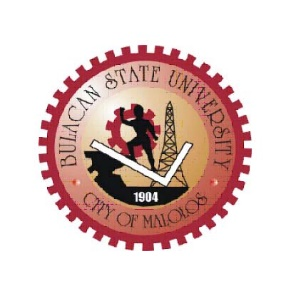 BULACAN STATE UNIVERSITY
1904
CITY OF MALOLOS